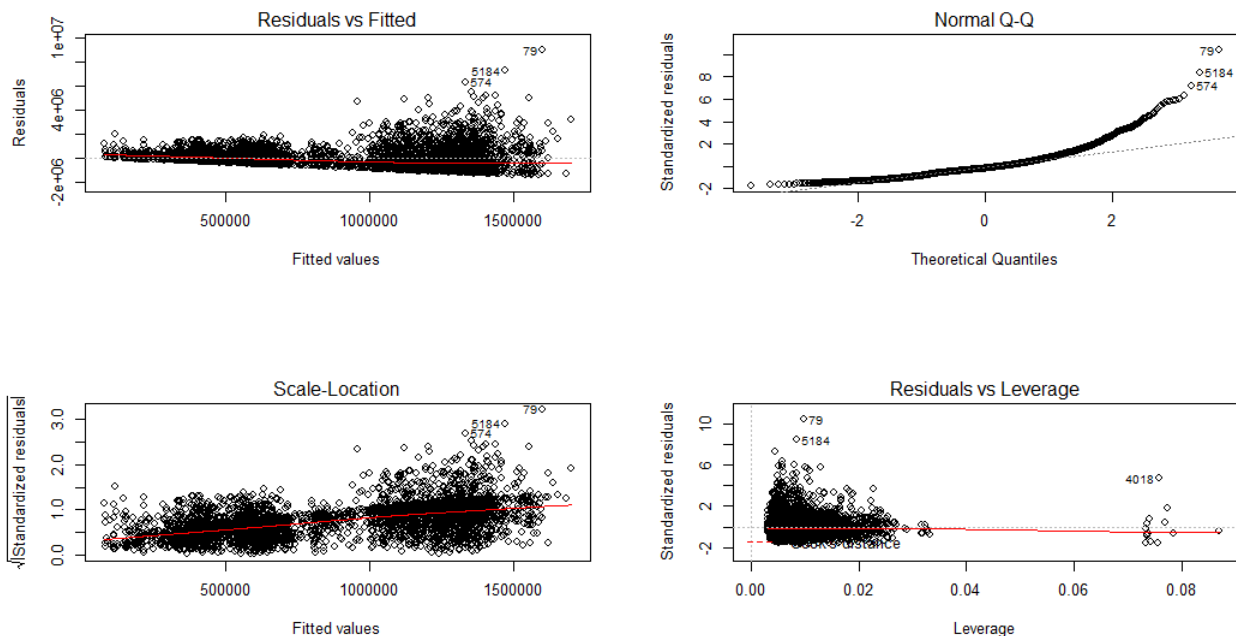 Residuals vs Fitted
Residuals
1e+07
4e+06
-2e+06
79
5184
574
500000 1000000 1500000
Fitted values
Normal Q-Q
Standardized residuals
8
6
4
2
-2
79
5184
574
-2 0 2
Theoretical Quantiles
Scale-Location
√|Standardized residuals|
3.0
2.0
1.0
0.0
79
5184
574
500000 1000000 1500000
Fitted values
Residuals vs Leverage
Standardized residuals
10
6
2
-2
79
5184
4018
distance
0.00 0.02 0.04 0.06 0.08
Leverage